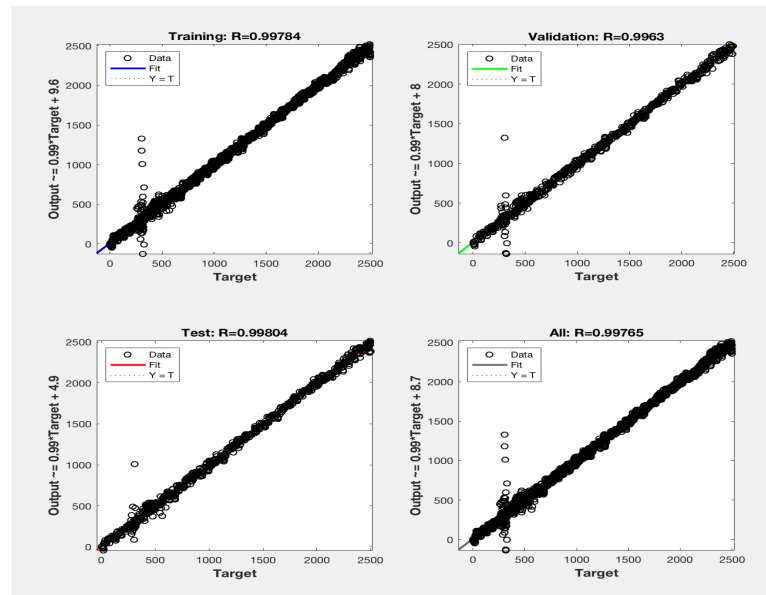 Training: R=0.99784
Output ~= 0.99*Target + 9.6
2500
2000
1500
1000
500
0
Data
Fit
Y = T
0 500 1000 1500 2000 2500
Target
Validation: R=0.9963
Output ~= 0.99*Target + 8
2500
2000
1500
1000
500
0
Data
Fit
Y = T
0 500 1000 1500 2000 2500
Target
Test: R=0.99804
Output ~= 0.99*Target + 4.9
2500
2000
1500
1000
500
0
Data
Fit
Y = T
0 500 1000 1500 2000 2500
Target
All: R=0.99765
Output ~= 0.99*Target + 8.7
2500
2000
1500
1000
500
0
Data
Fit
Y = T
0 500 1000 1500 2000 2500
Target